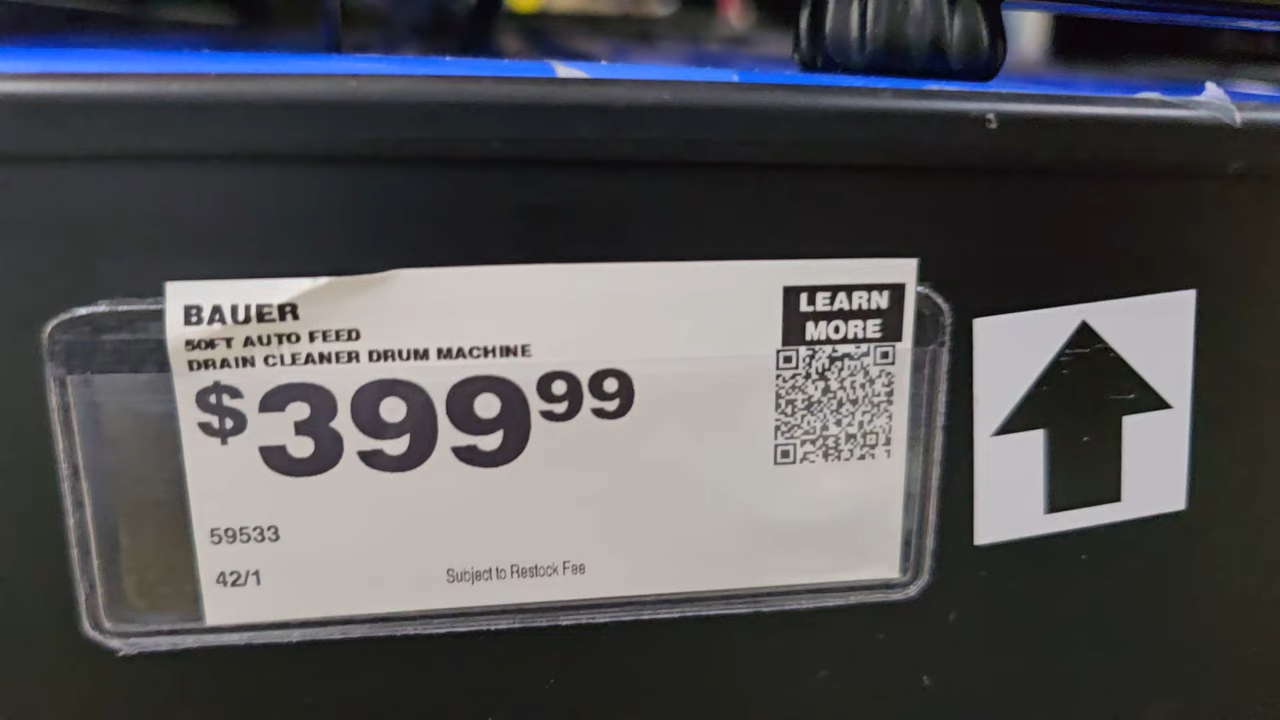 BAUER
50FT AUTO FEED
DRAIN CLEANER DRUM MACHINE
$399.99
LEARN
MORE
59533
42/1
Subject to Restock Fee